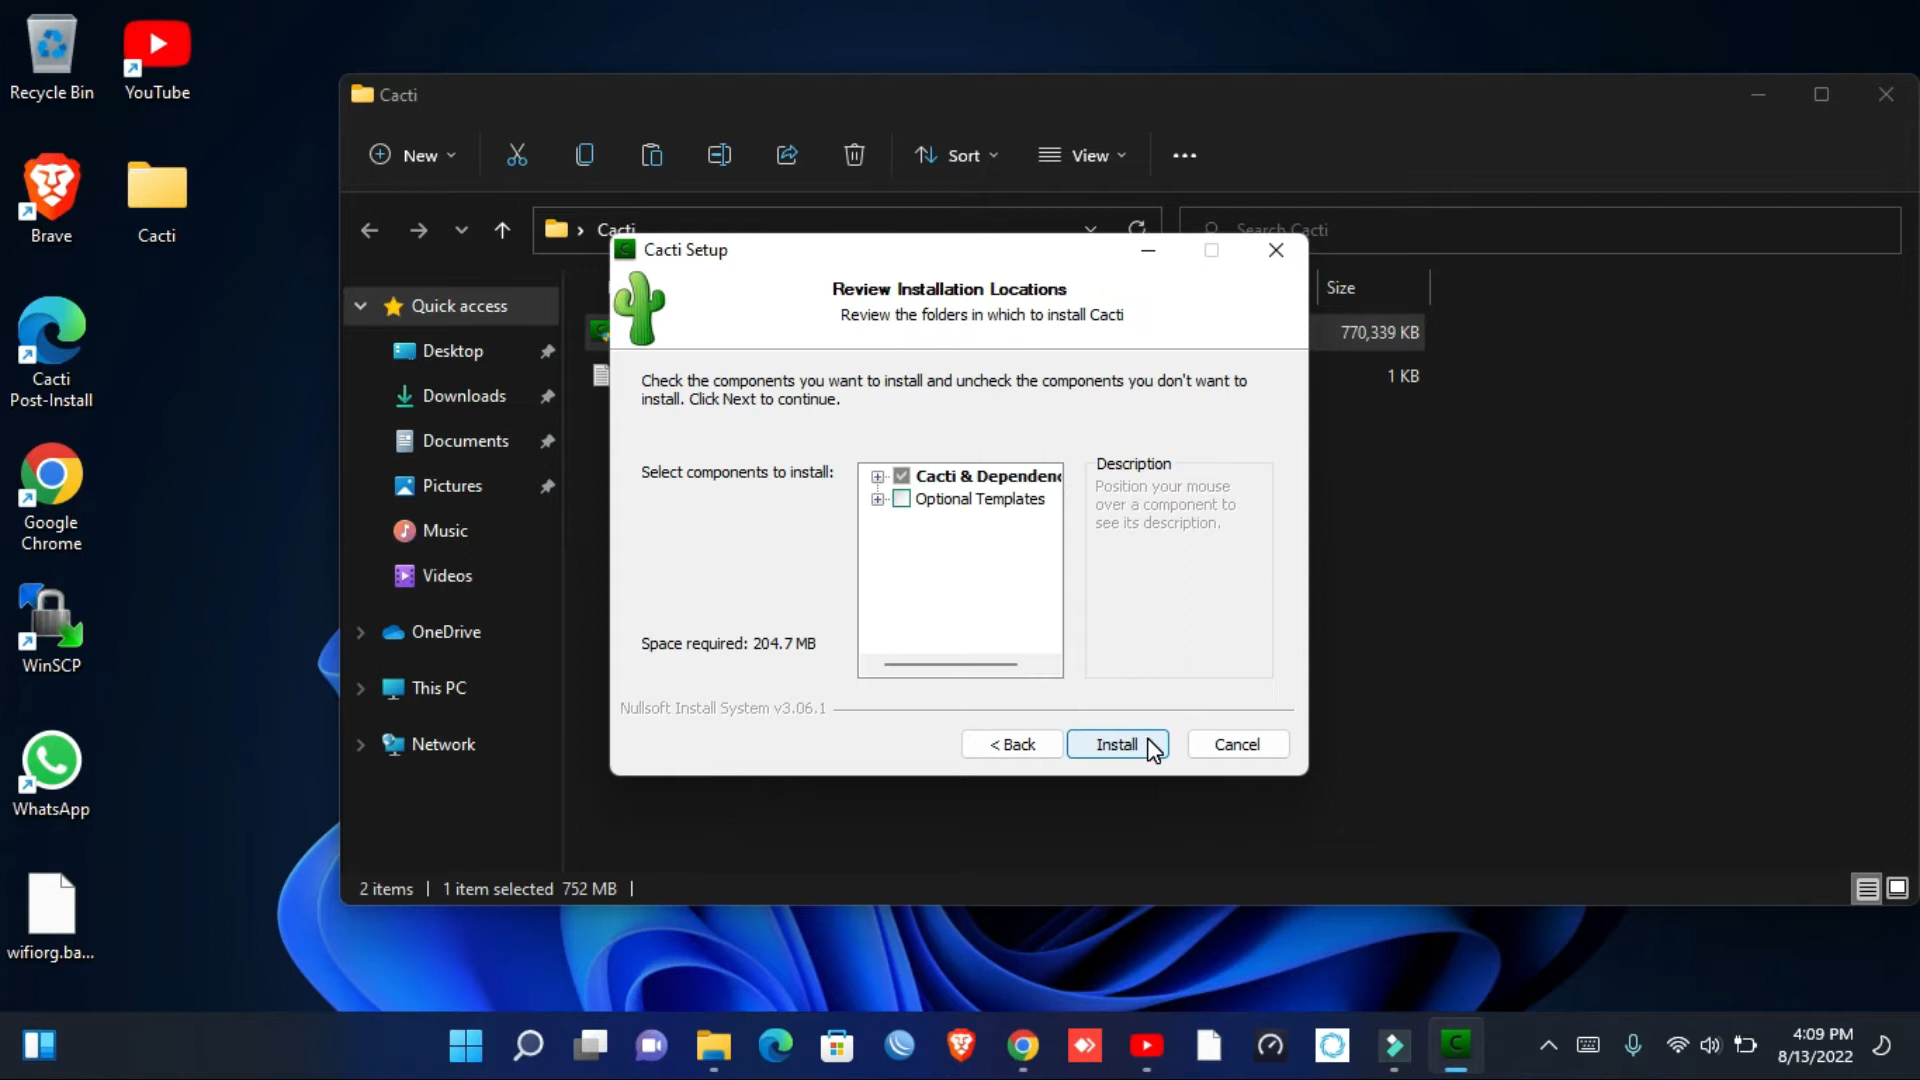 Recycle Bin
YouTube
Brave
Cacti
Cacti
Post-Install
Google
Chrome
WinSCP
WhatsApp
wifiorg.ba...
Cacti
New
Sort
View
Cacti
Search Cacti
Quick access
Desktop
Downloads
Documents
Pictures
Music
Videos
OneDrive
This PC
Network
Size
770,339 KB
1 KB
2 items
1 item selected 752 MB
Cacti Setup
Review Installation Locations
Review the folders in which to install Cacti
Check the components you want to install and uncheck the components you don't want to
install. Click Next to continue.
Select components to install:
Cacti & Dependenc
Optional Templates
Description
Position your mouse
over a component to
see its description.
Space required: 204.7 MB
Nullsoft Install System v3.06.1
< Back
Install
Cancel
4:09 PM
8/13/2022